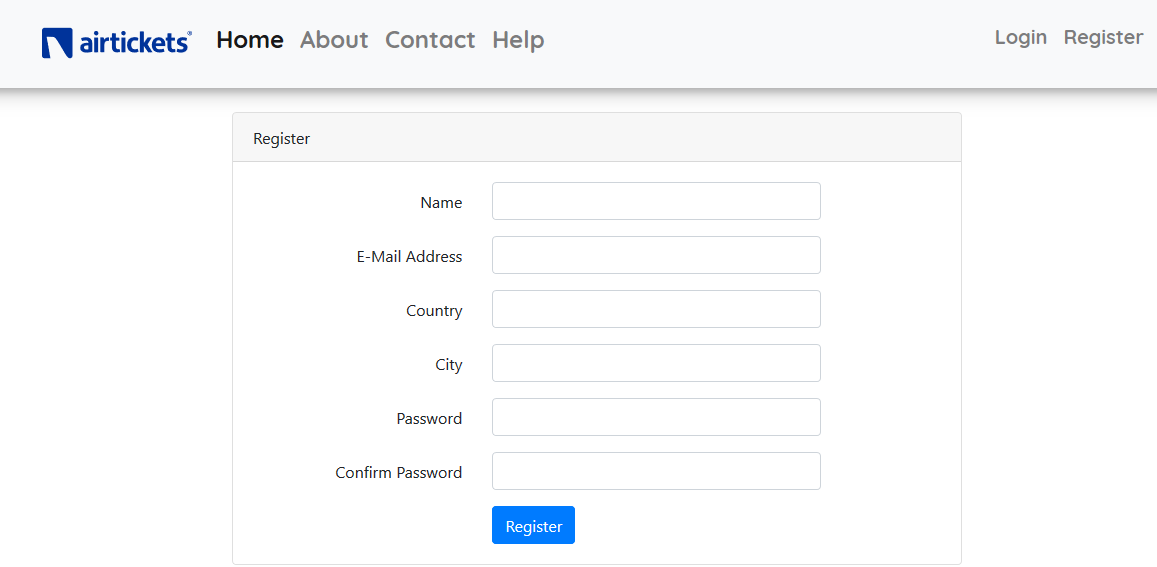 airtickets® Home About Contact Help Login Register
Register
Name
E-Mail Address
Country
City
Password
Confirm Password
Register